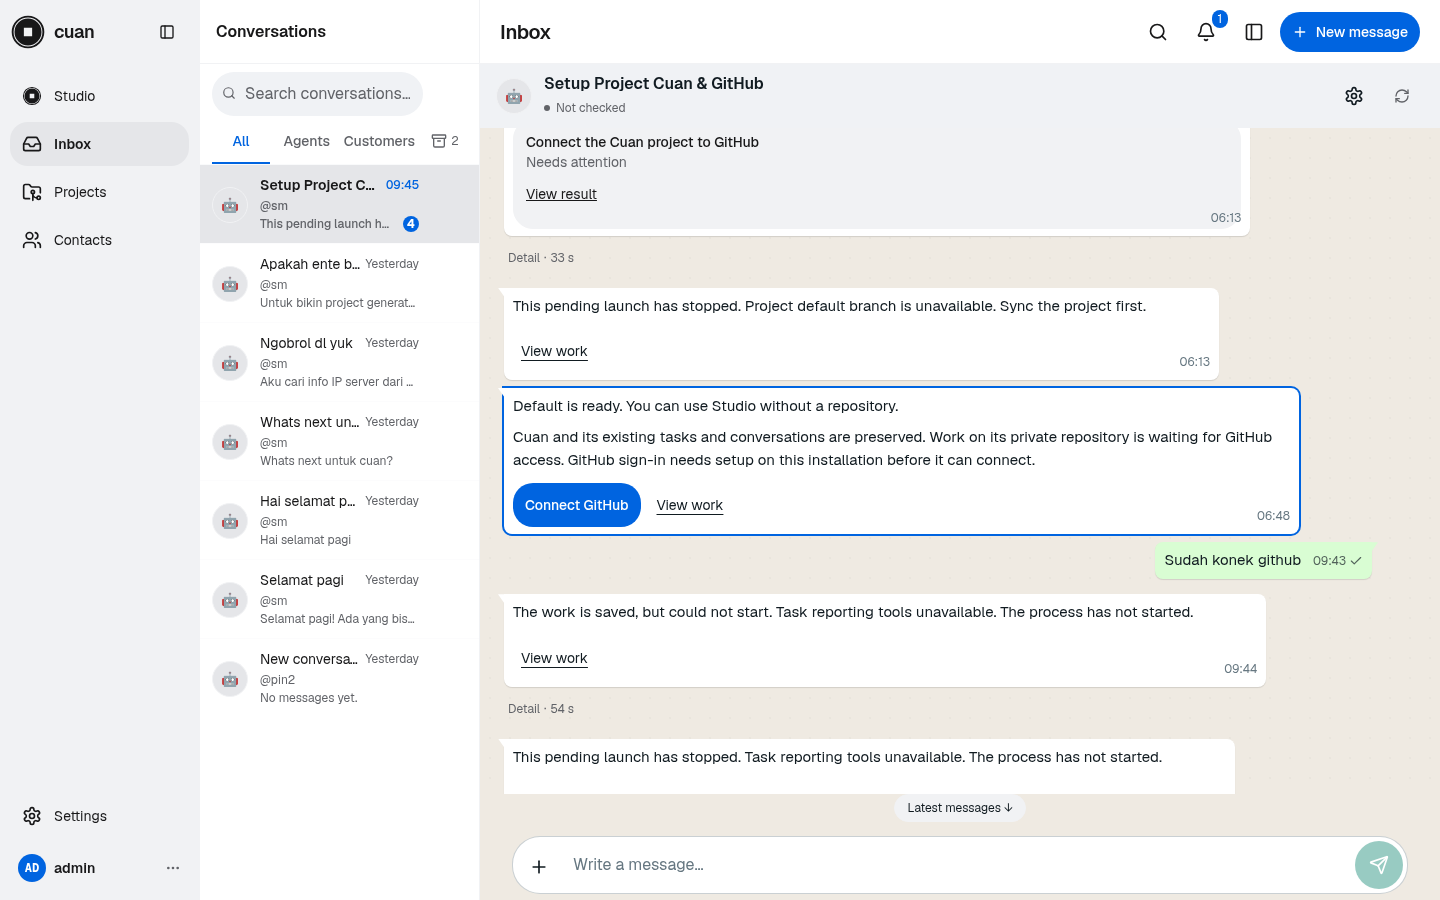 cuan
Studio
Inbox
Projects
Contacts
Settings
AD
admin
Conversations
Search conversations...
All
Agents
Customers
2
Setup Project C...
09:45
@sm
This pending launch h...
4
Apakah ente b...
Yesterday
@sm
Untuk bikin project generat...
Ngobrol dl yuk
Yesterday
@sm
Aku cari info IP server dari ...
Whats next un...
Yesterday
@sm
Whats next untuk cuan?
Hai selamat p...
Yesterday
@sm
Hai selamat pagi
Selamat pagi
Yesterday
@sm
Selamat pagi! Ada yang bis...
New conversa...
Yesterday
@pin2
No messages yet.
Inbox
1
New message
Setup Project Cuan & GitHub
Not checked
Connect the Cuan project to GitHub
Needs attention
View result
06:13
Detail · 33 s
This pending launch has stopped. Project default branch is unavailable. Sync the project first.
View work
06:13
Default is ready. You can use Studio without a repository.
Cuan and its existing tasks and conversations are preserved. Work on its private repository is waiting for GitHub
access. GitHub sign-in needs setup on this installation before it can connect.
Connect GitHub
View work
06:48
Sudah konek github
09:43
The work is saved, but could not start. Task reporting tools unavailable. The process has not started.
View work
09:44
Detail · 54 s
This pending launch has stopped. Task reporting tools unavailable. The process has not started.
Latest messages ↓
Write a message...